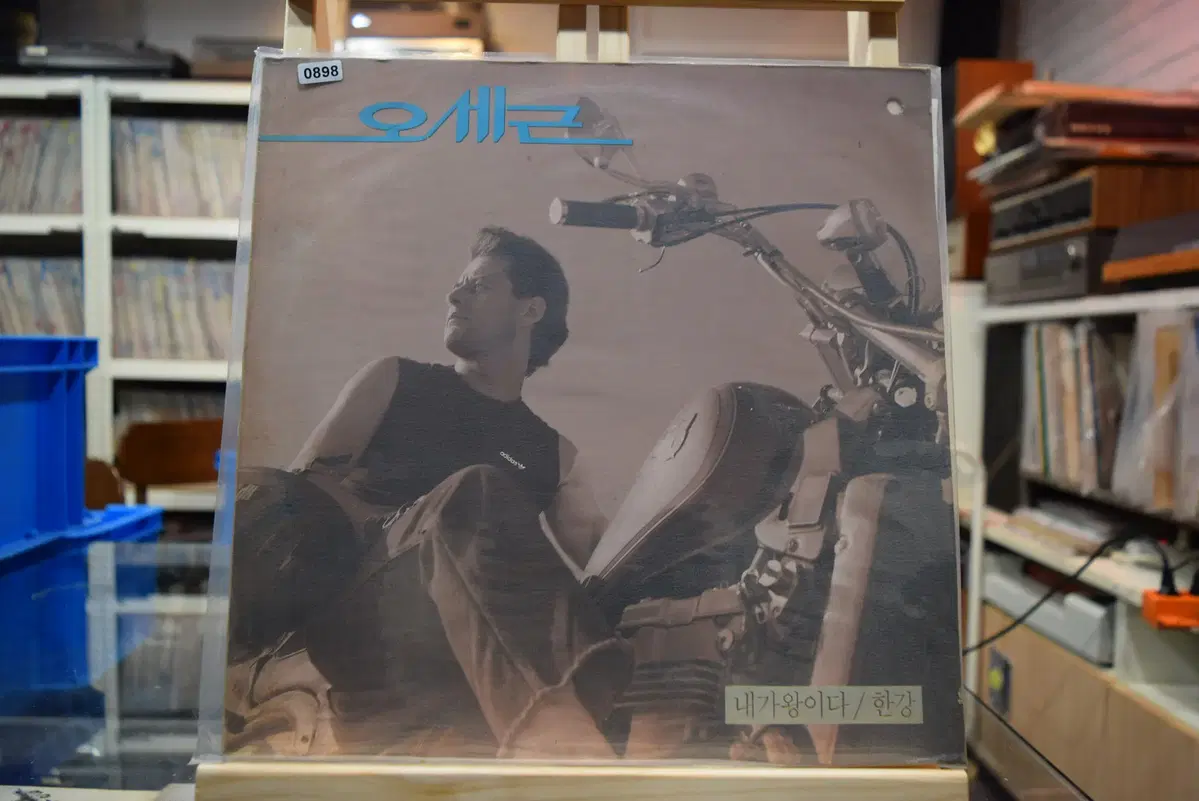 0898
오세근
adidas
내가왕이다 / 한강